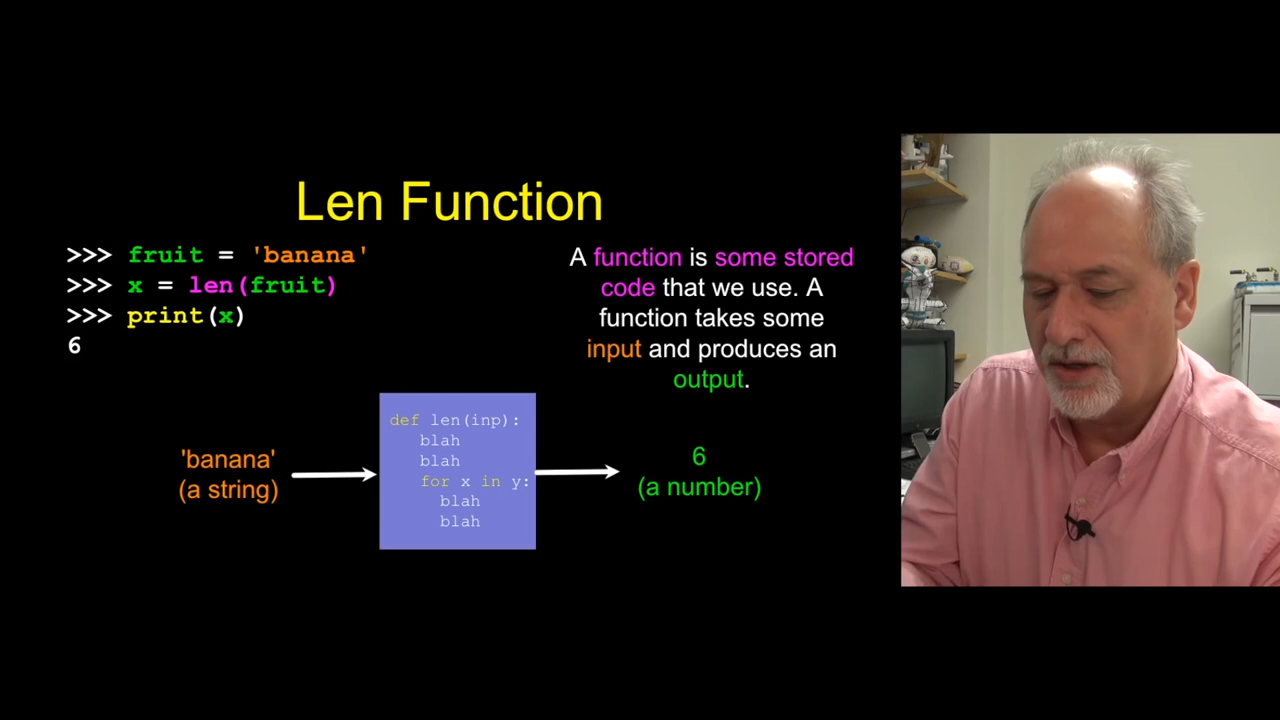 Len Function
>>> fruit = 'banana'
>>> x = len(fruit)
>>> print(x)
6
A function is some stored
code that we use. A
function takes some
input and produces an
output.
'banana'
(a string)
def len(inp):
blah
blah
for x in y:
blah
blah
6
(a number)